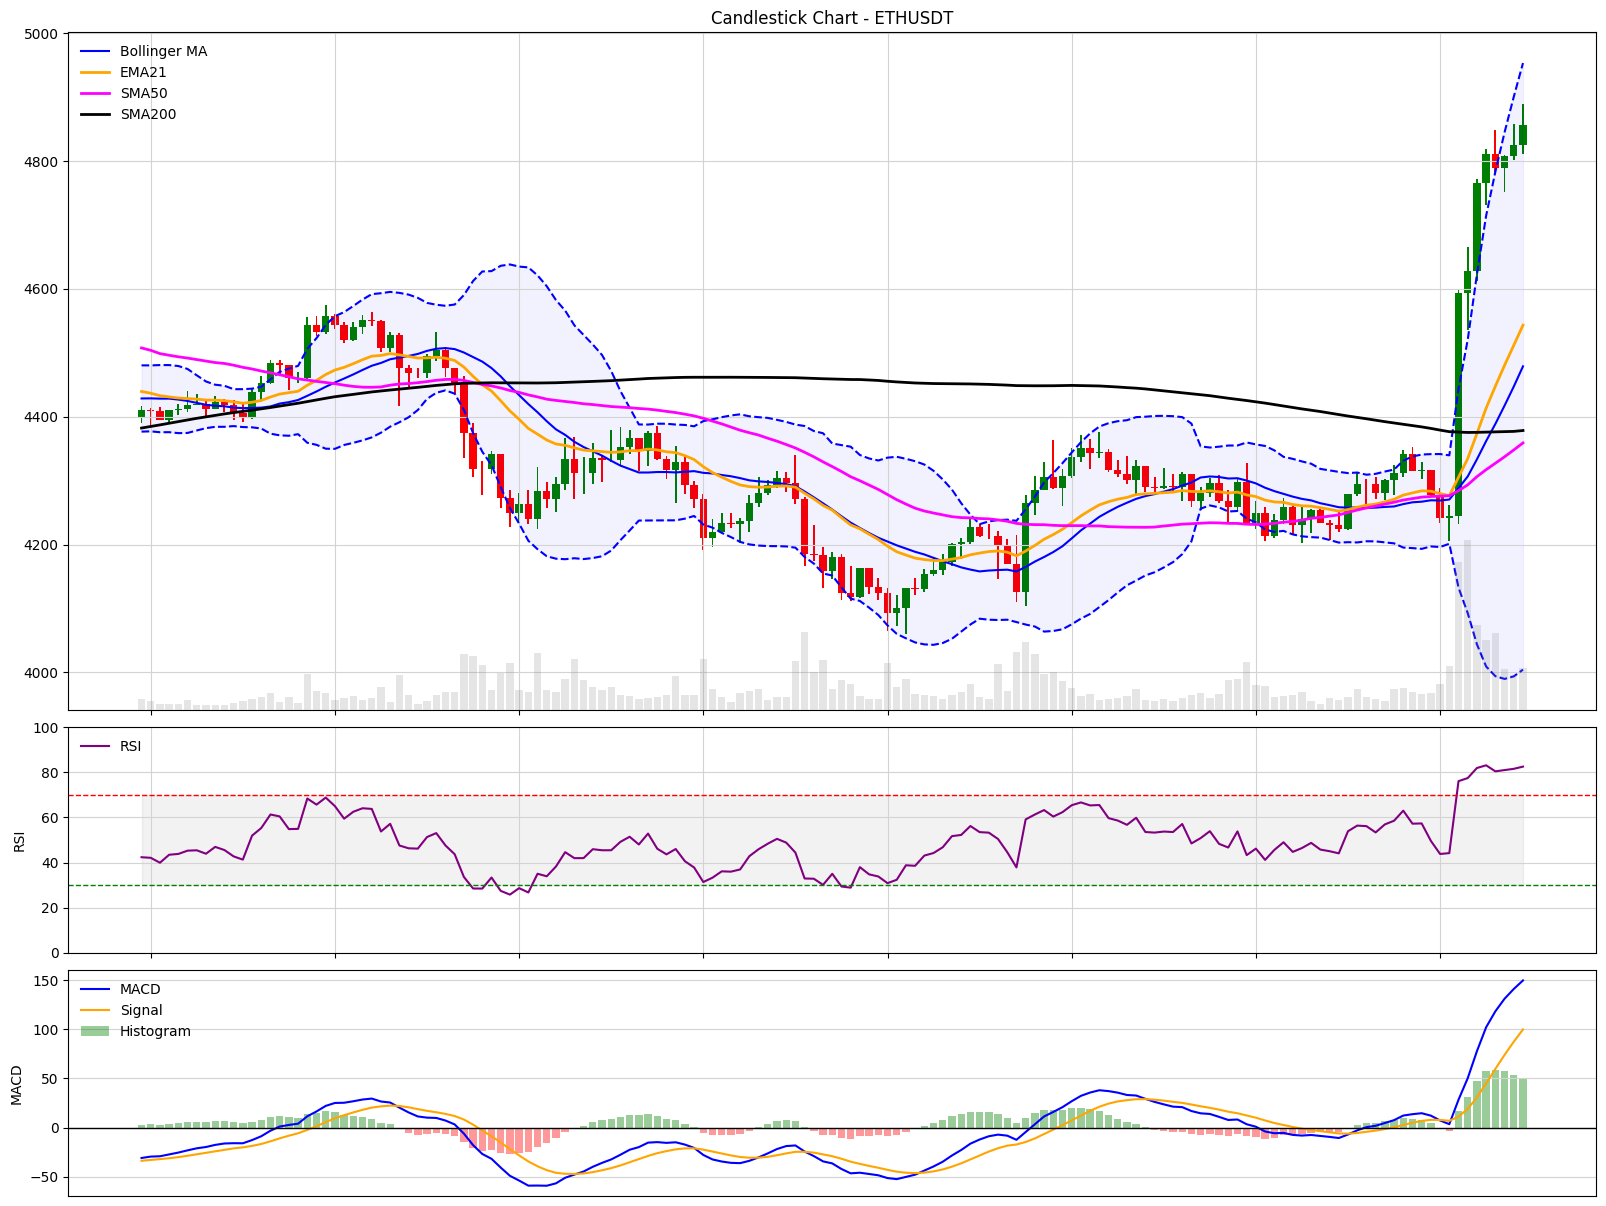 Candlestick Chart - ETHUSDT
5000
4800
4600
4400
4200
4000
Bollinger MA
EMA21
SMA50
SMA200
100
80
60
40
20
0
RSI
RSI
150
100
50
0
−50
MACD
MACD
Signal
Histogram